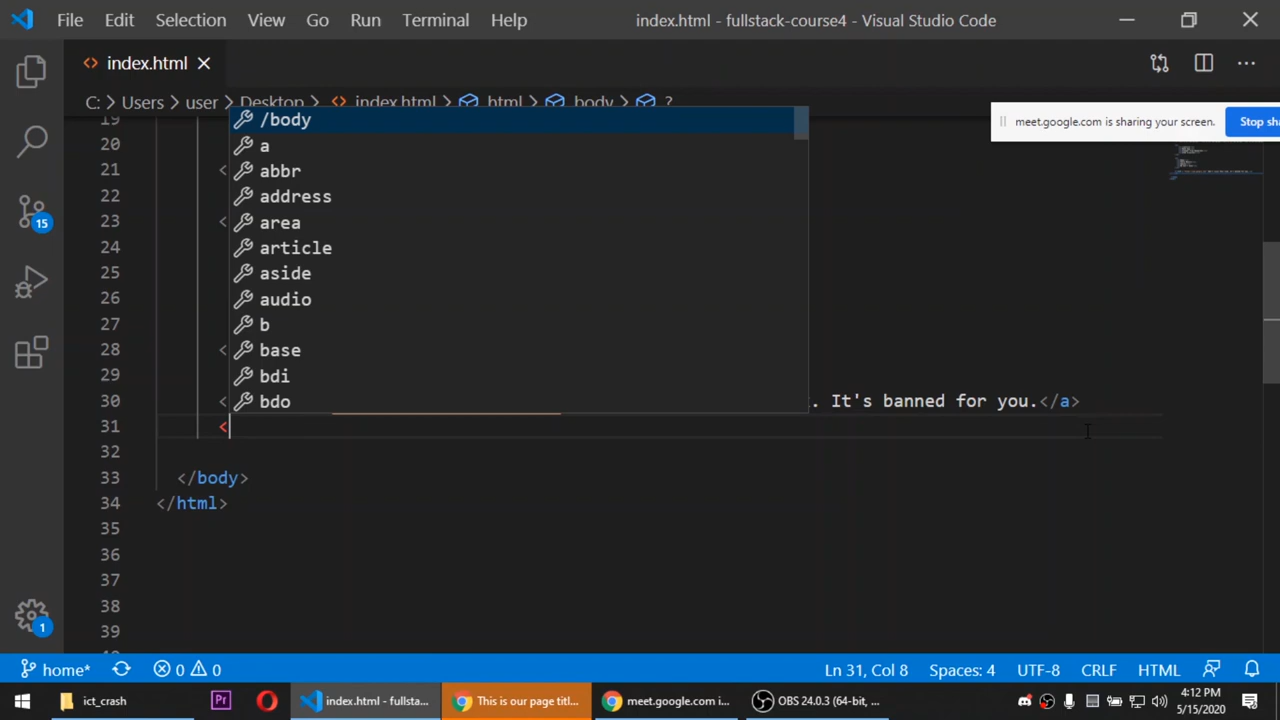 File Edit Selection View Go Run Terminal Help index.html - fullstack-course4 - Visual Studio Code
index.html
C: > Users > user > Desktop > index.html > html > body > ?
meet.google.com is sharing your screen. Stop sha
19
20
21 <
22
23 <
24
25
26
27
28 <
29
30 < . It's banned for you.</a>
31 <
32
33 </body>
34 </html>
35
36
37
38
39
/body
a
abbr
address
area
article
aside
audio
b
base
bdi
bdo
15
1
home* 0 0 Ln 31, Col 8 Spaces: 4 UTF-8 CRLF HTML
ict_crash Pr index.html - fullsta... This is our page titl... meet.google.com i... OBS 24.0.3 (64-bit, ... 4:12 PM
5/15/2020